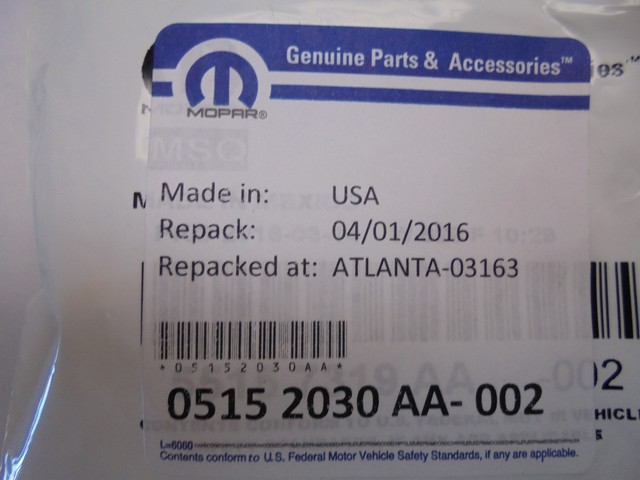 Genuine Parts & Accessories™
MOPAR®
MSQ
Made in: USA
Repack: 04/01/2016
Repacked at: ATLANTA-03163
*05152030AA*
0515 2030 AA- 002
L=6060
Contents conform to U.S. Federal Motor Vehicle Safety Standards, if any are applicable.